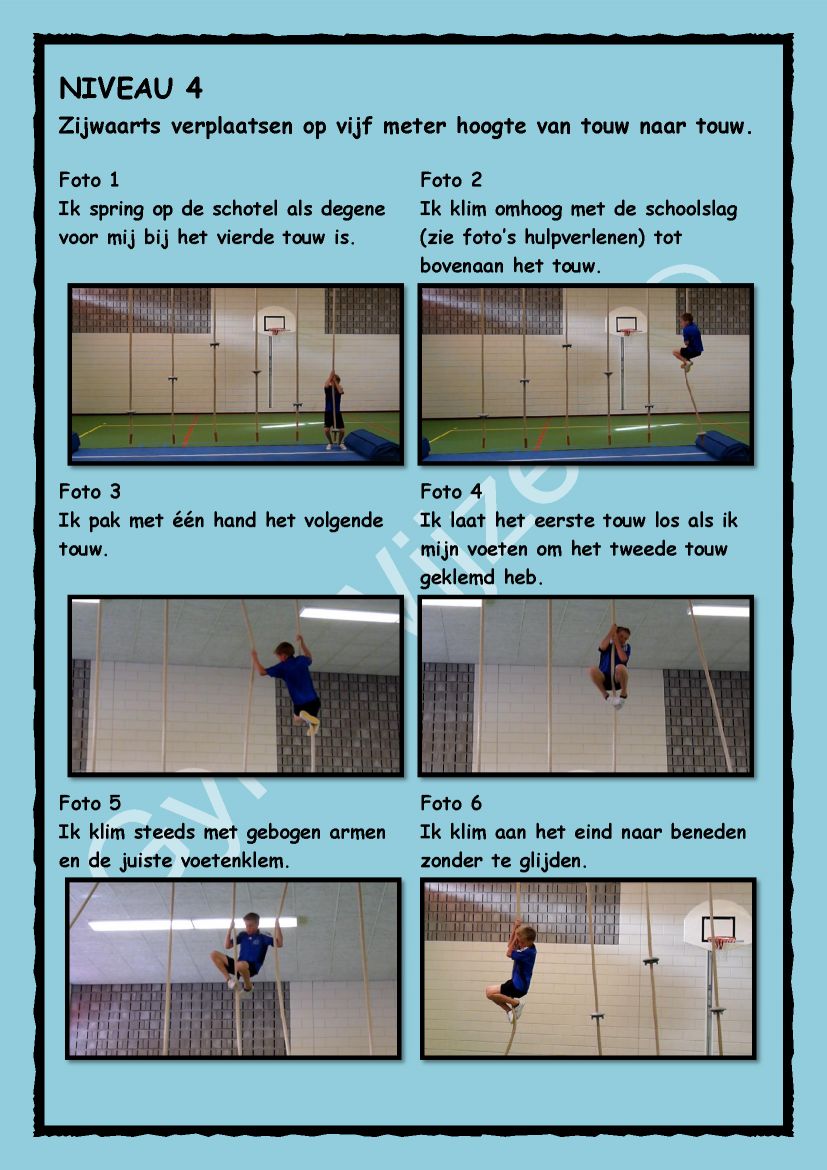 NIVEAU 4
Zijwaarts verplaatsen op vijf meter hoogte van touw naar touw.
Foto 1
Ik spring op de schotel als degene
voor mij bij het vierde touw is.
Foto 2
Ik klim omhoog met de schoolslag
(zie foto's hulpverlenen) tot
bovenaan het touw.
Foto 3
Ik pak met één hand het volgende
touw.
Foto 4
Ik laat het eerste touw los als ik
mijn voeten om het tweede touw
geklemd heb.
Foto 5
Ik klim steeds met gebogen armen
en de juiste voetenklem.
Foto 6
Ik klim aan het eind naar beneden
zonder te glijden.